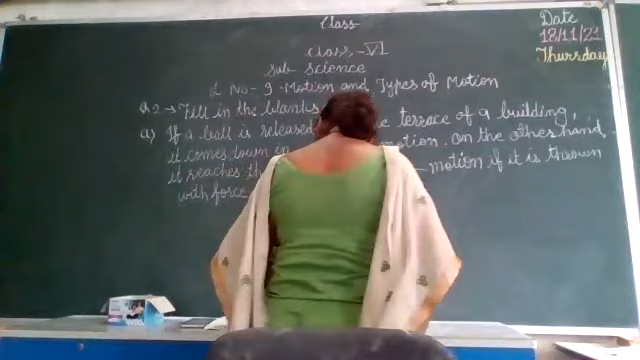 Class
Date
18/11/21
Thursday
Class - VI
Sub Science
L No- 9 - Motion and Types of Motion
Q.2 → Fill in the blanks
a) If a ball is released terrace of a building,
it comes down in motion. On the other hand
it reaches motion if it is thrown
with force